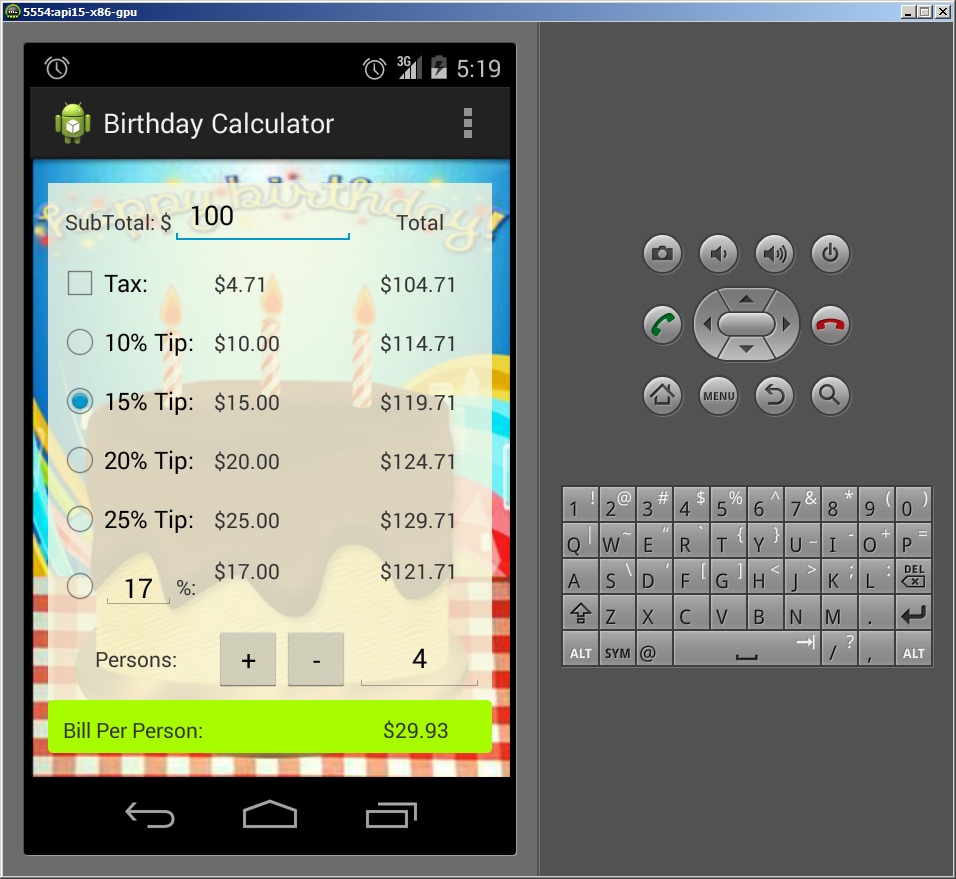 5554:api15-x86-gpu
3G 5:19
Birthday Calculator
happy birthday!
SubTotal: $ 100 Total
Tax: $4.71 $104.71
10% Tip: $10.00 $114.71
15% Tip: $15.00 $119.71
20% Tip: $20.00 $124.71
25% Tip: $25.00 $129.71
17 %: $17.00 $121.71
Persons: + - 4
Bill Per Person: $29.93
MENU
1 ! 2 @ 3 # 4 $ 5 % 6 ^ 7 & 8 * 9 ( 0 )
Q | W ~ E “ R ` T { Y } U _ I - O + P =
A S \ D ‘ F [ G ] H < J > K ; L : DEL
Z X C V B N M .
ALT SYM @ / ? , ALT